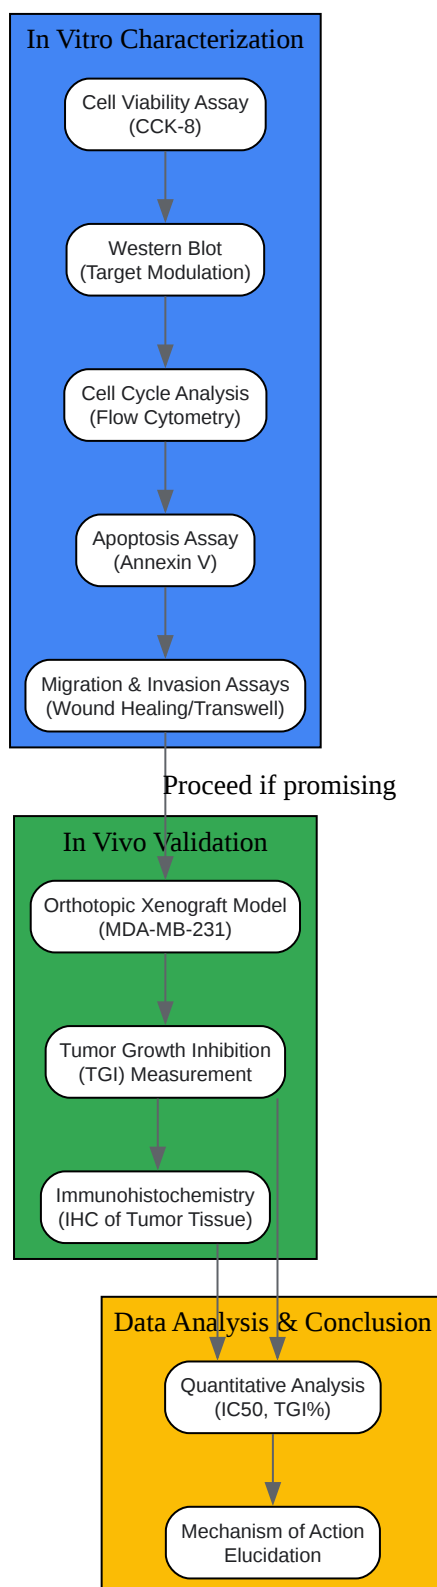 In Vitro Characterization
Cell Viability Assay
(CCK-8)
Western Blot
(Target Modulation)
Cell Cycle Analysis
(Flow Cytometry)
Apoptosis Assay
(Annexin V)
Migration & Invasion Assays
(Wound Healing/Transwell)
Proceed if promising
In Vivo Validation
Orthotopic Xenograft Model
(MDA-MB-231)
Tumor Growth Inhibition
(TGI) Measurement
Immunohistochemistry
(IHC of Tumor Tissue)
Data Analysis & Conclusion
Quantitative Analysis
(IC50, TGI%)
Mechanism of Action
Elucidation